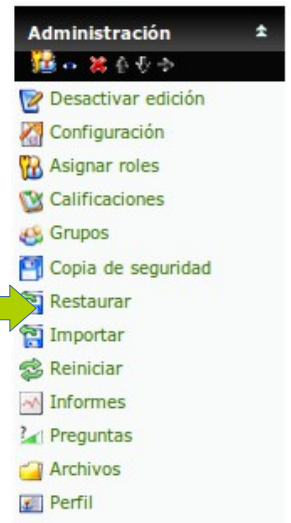 Administración
Desactivar edición
Configuración
Asignar roles
Calificaciones
Grupos
Copia de seguridad
Restaurar
Importar
Reiniciar
Informes
Preguntas
Archivos
Perfil